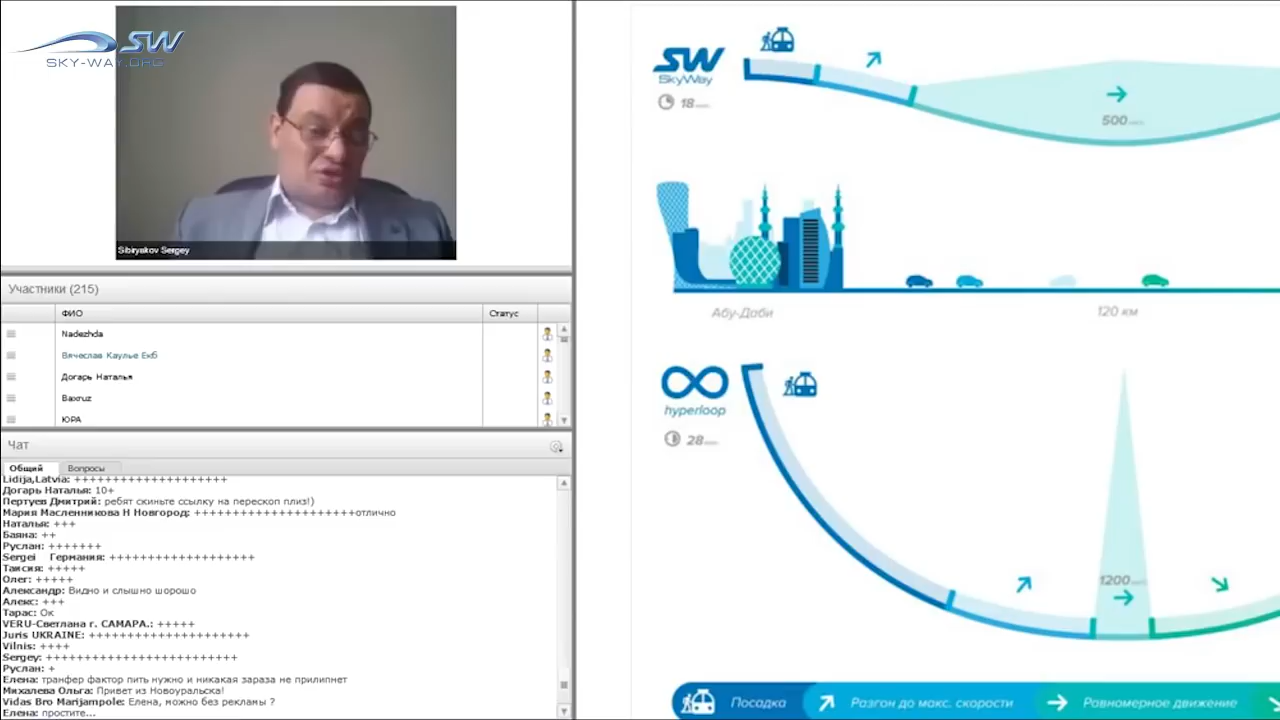 SW
SKY-WAY.ORG
Sibiryakov Sergey
Участники (215)
ФИО
Статус
Nadezhda
Вячеслав Каулье Екб
Догарь Наталья
Baxruz
ЮРА
Чат
Общий
Вопросы
Lidija,Latvia: ++++++++++++++++++++
Догарь Наталья: 10+
Пертуев Дмитрий: ребят скиньте ссылку на перескоп плиз!)
Мария Масленникова Н Новгород: +++++++++++++++++++++отлично
Наталья: +++
Баяна: ++
Руслан: +++++++
Sergei Германия: +++++++++++++++++++
Таисия: +++++
Олег: +++++
Александр: Видно и слышно шорошо
Алекс: +++
Тарас: Ок
VERU-Светлана г. САМАРА.: +++++
Juris UKRAINE: +++++++++++++++++++++
Vilnis: ++++
Sergey: +++++++++++++++++++++++++
Руслан: +
Елена: транфер фактор пить нужно и никакая зараза не прилипнет
Михалева Ольга: Привет из Новоуральска!
Vidas Bro Marijampole: Елена, можно без рекламы ?
Елена: простите...
SW
SkyWay
18
500
Абу-Даби
120 км
hyperloop
28
1200
Посадка
Разгон до макс. скорости
Равномерное движение